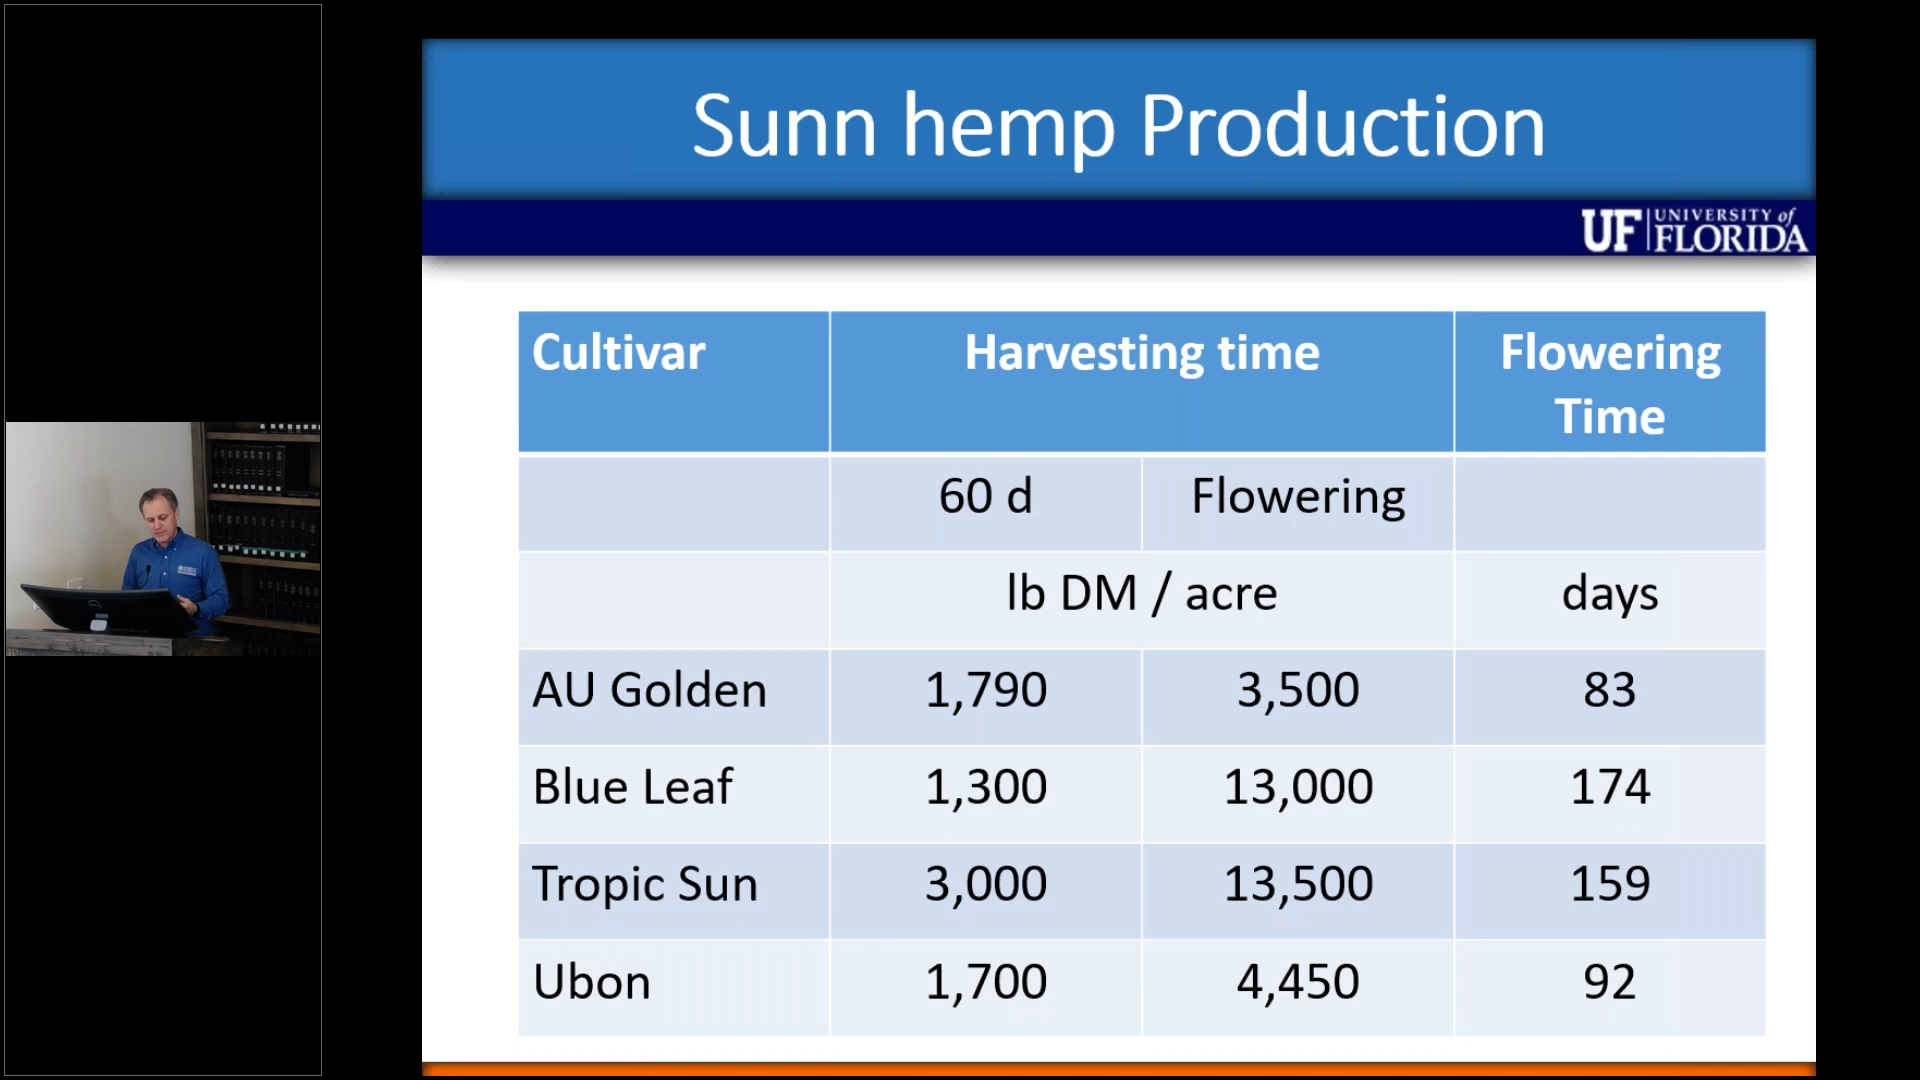 Sunn hemp Production
UF UNIVERSITY of
FLORIDA
Cultivar Harvesting time Flowering
Time
60 d Flowering
lb DM / acre days
AU Golden 1,790 3,500 83
Blue Leaf 1,300 13,000 174
Tropic Sun 3,000 13,500 159
Ubon 1,700 4,450 92